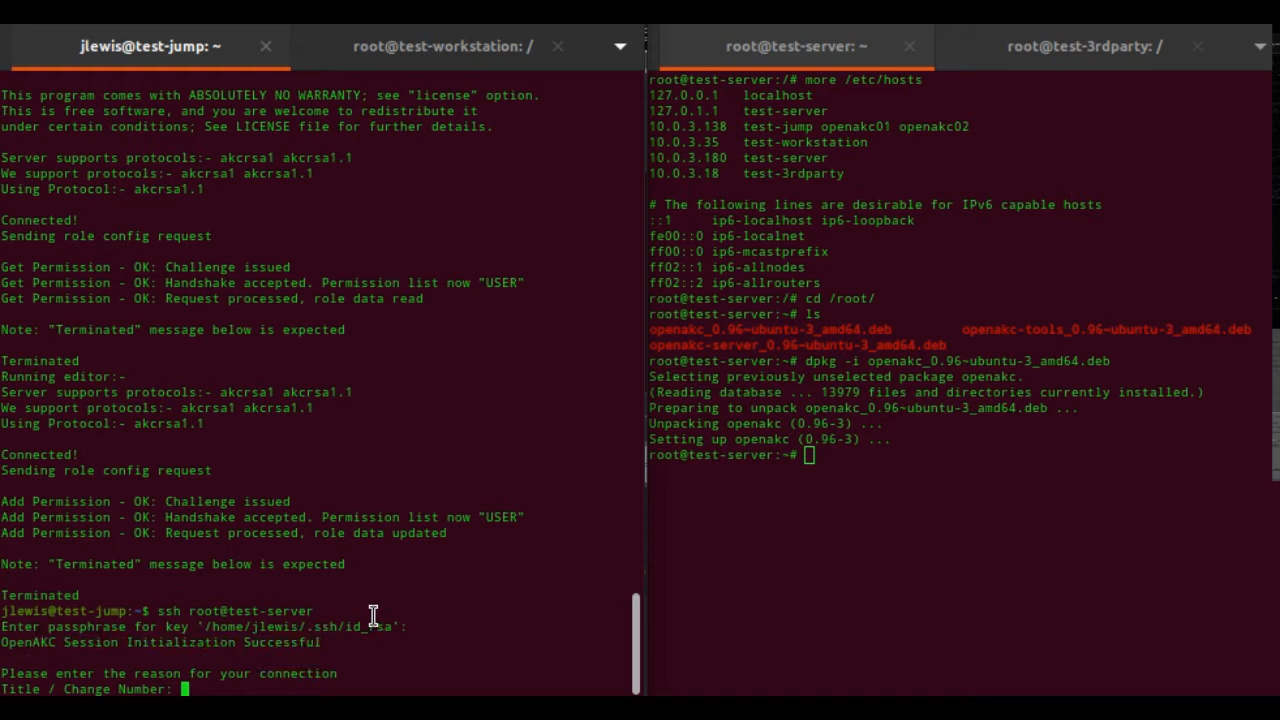 jlewis@test-jump: ~
root@test-workstation: /
root@test-server: ~
root@test-3rdparty: /
This program comes with ABSOLUTELY NO WARRANTY; see "license" option.
This is free software, and you are welcome to redistribute it
under certain conditions; See LICENSE file for further details.
Server supports protocols:- akcrsa1 akcrsa1.1
We support protocols:- akcrsa1 akcrsa1.1
Using Protocol:- akcrsa1.1
Connected!
Sending role config request
Get Permission - OK: Challenge issued
Get Permission - OK: Handshake accepted. Permission list now "USER"
Get Permission - OK: Request processed, role data read
Note: "Terminated" message below is expected
Terminated
Running editor:-
Server supports protocols:- akcrsa1 akcrsa1.1
We support protocols:- akcrsa1 akcrsa1.1
Using Protocol:- akcrsa1.1
Connected!
Sending role config request
Add Permission - OK: Challenge issued
Add Permission - OK: Handshake accepted. Permission list now "USER"
Add Permission - OK: Request processed, role data updated
Note: "Terminated" message below is expected
Terminated
jlewis@test-jump:~$ ssh root@test-server
Enter passphrase for key '/home/jlewis/.ssh/id_rsa':
OpenAKC Session Initialization Successful
Please enter the reason for your connection
Title / Change Number:
root@test-server:/# more /etc/hosts
127.0.0.1 localhost
127.0.1.1 test-server
10.0.3.138 test-jump openakc01 openakc02
10.0.3.35 test-workstation
10.0.3.180 test-server
10.0.3.18 test-3rdparty
# The following lines are desirable for IPv6 capable hosts
::1 ip6-localhost ip6-loopback
fe00::0 ip6-localnet
ff00::0 ip6-mcastprefix
ff02::1 ip6-allnodes
ff02::2 ip6-allrouters
root@test-server:/# cd /root/
root@test-server:~# ls
openakc_0.96~ubuntu-3_amd64.deb openakc-tools_0.96~ubuntu-3_amd64.deb
openakc-server_0.96~ubuntu-3_amd64.deb
root@test-server:~# dpkg -i openakc_0.96~ubuntu-3_amd64.deb
Selecting previously unselected package openakc.
(Reading database ... 13979 files and directories currently installed.)
Preparing to unpack openakc_0.96~ubuntu-3_amd64.deb ...
Unpacking openakc (0.96-3) ...
Setting up openakc (0.96-3) ...
root@test-server:~#